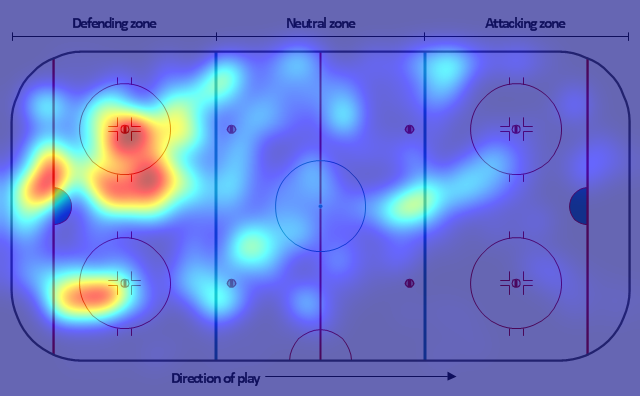 Defending zone
Neutral zone
Attacking zone
Direction of play